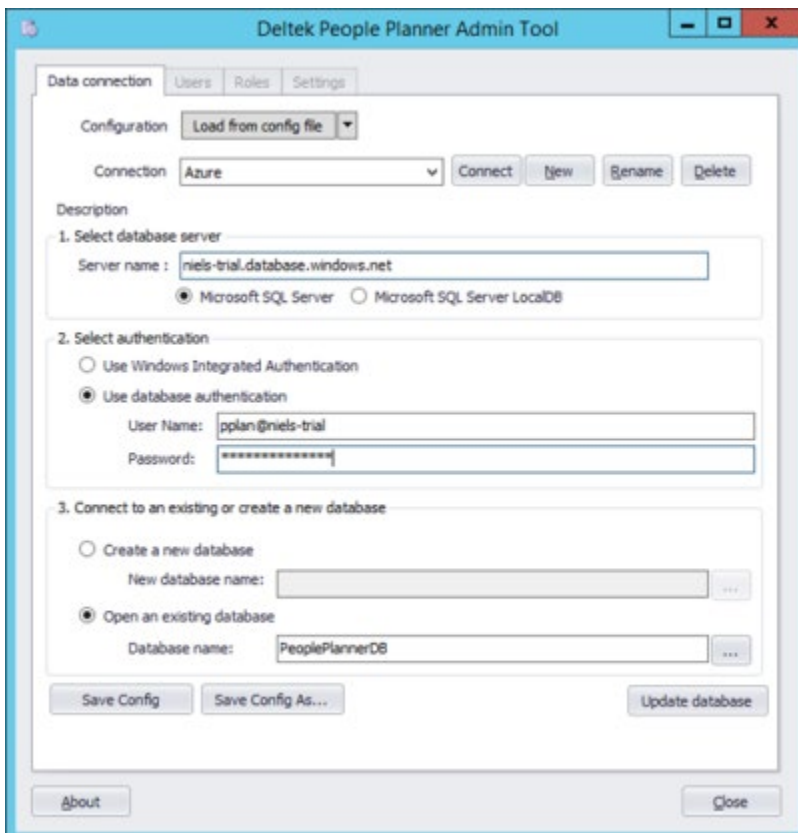 Deltek People Planner Admin Tool
Data connection Users Roles Settings
Configuration Load from config file
Connection Azure Connect New Rename Delete
Description
1. Select database server
Server name : niels-trial.database.windows.net
Microsoft SQL Server Microsoft SQL Server LocalDB
2. Select authentication
Use Windows Integrated Authentication
Use database authentication
User Name: pplan@niels-trial
Password: **************
3. Connect to an existing or create a new database
Create a new database
New database name: ...
Open an existing database
Database name: PeoplePlannerDB ...
Save Config Save Config As... Update database
About Close